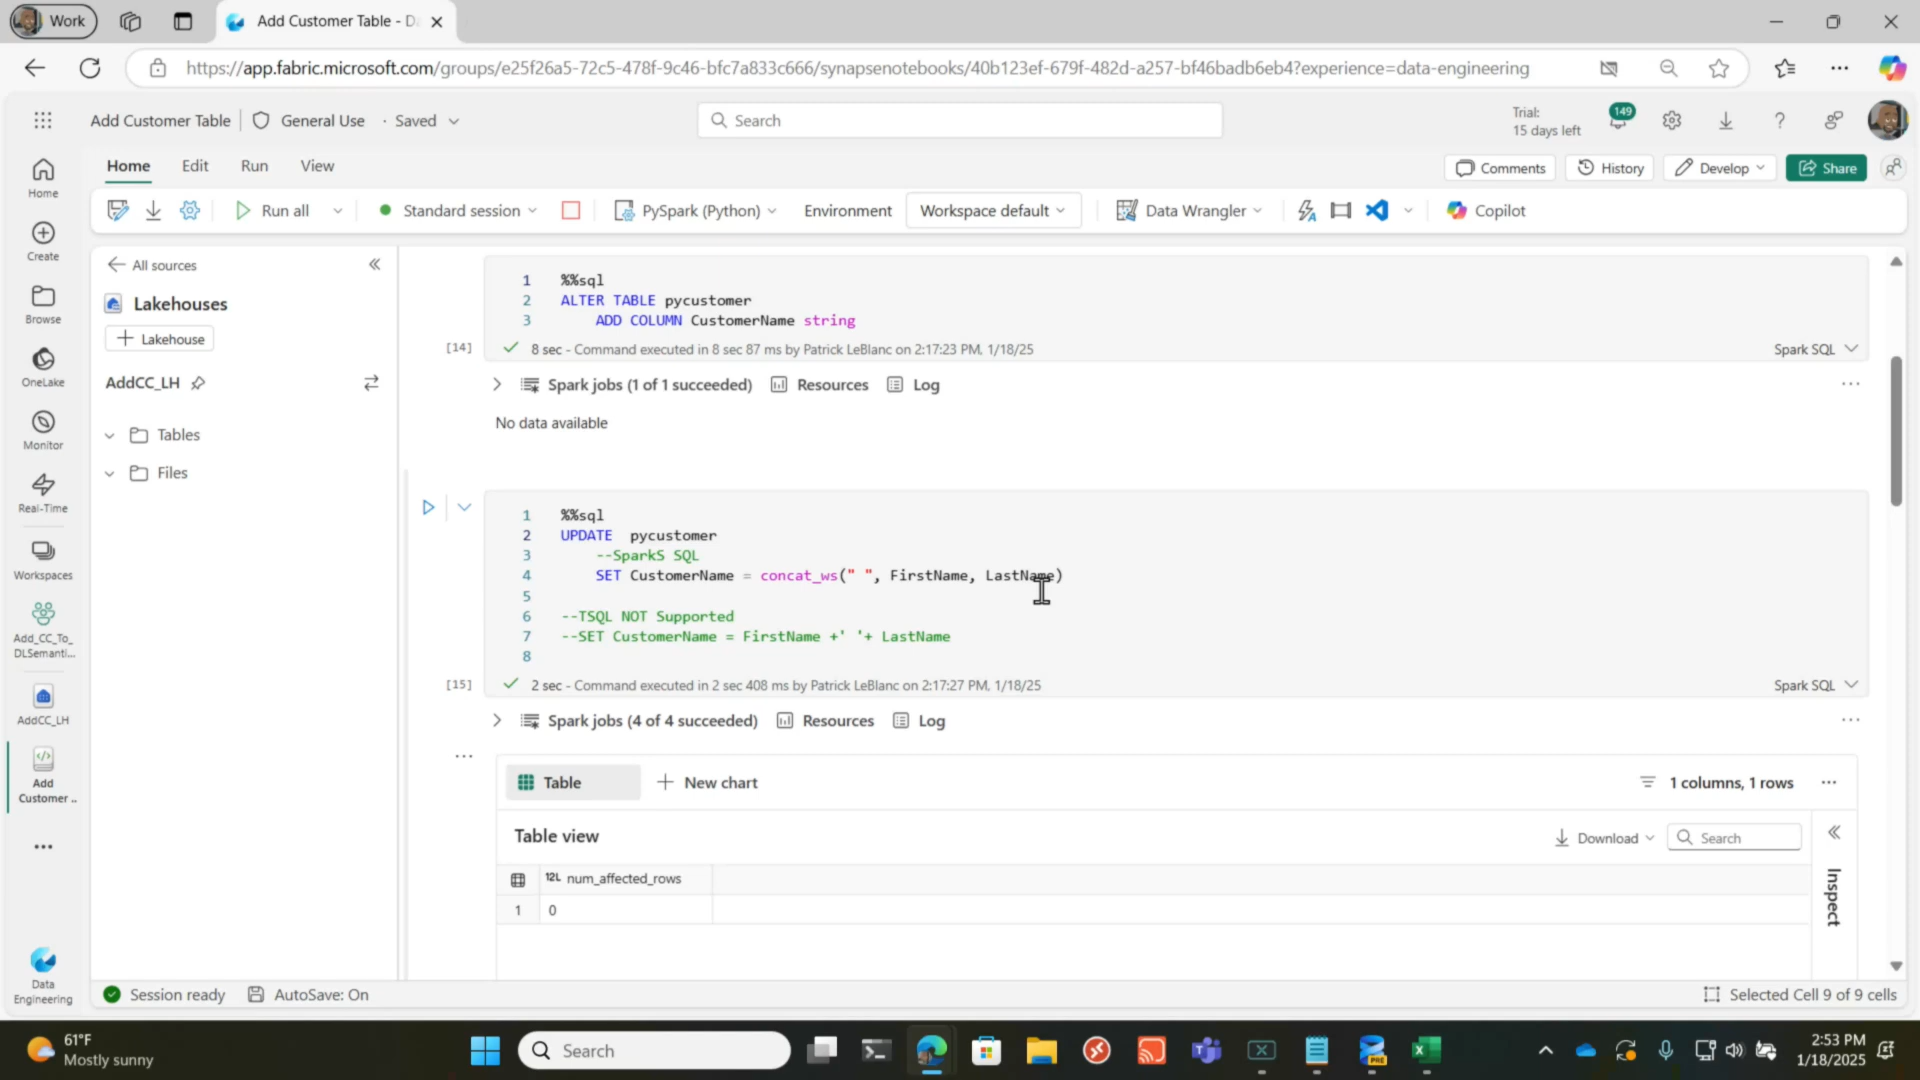 Work
Add Customer Table - Da
https://app.fabric.microsoft.com/groups/e25f26a5-72c5-478f-9c46-bfc7a833c666/synapsenotebooks/40b123ef-679f-482d-a257-bf46badb6eb4?experience=data-engineering
Add Customer Table
General Use
· Saved
Search
Trial:
15 days left
149
Home Edit Run View
Comments
History
Develop
Share
Run all
Standard session
PySpark (Python)
Environment
Workspace default
Data Wrangler
Copilot
Home
Create
Browse
OneLake
Monitor
Real-Time
Workspaces
Add_CC_To_
DLSemanti...
AddCC_LH
Add
Customer ..
Data
Engineering
All sources
Lakehouses
+ Lakehouse
AddCC_LH
Tables
Files
1 %%sql
2 ALTER TABLE pycustomer
3 ADD COLUMN CustomerName string
[14]
8 sec - Command executed in 8 sec 87 ms by Patrick LeBlanc on 2:17:23 PM, 1/18/25
Spark SQL
Spark jobs (1 of 1 succeeded) Resources Log
No data available
1 %%sql
2 UPDATE  pycustomer
3 --SparkS SQL
4 SET CustomerName = concat_ws(" ", FirstName, LastName)
5
6 --TSQL NOT Supported
7 --SET CustomerName = FirstName +' '+ LastName
8
[15]
2 sec - Command executed in 2 sec 408 ms by Patrick LeBlanc on 2:17:27 PM, 1/18/25
Spark SQL
Spark jobs (4 of 4 succeeded) Resources Log
Table
+ New chart
1 columns, 1 rows
Table view
Download
Search
Inspect
12L num_affected_rows
1 0
Session ready
AutoSave: On
Selected Cell 9 of 9 cells
61°F
Mostly sunny
Search
PRE
2:53 PM
1/18/2025